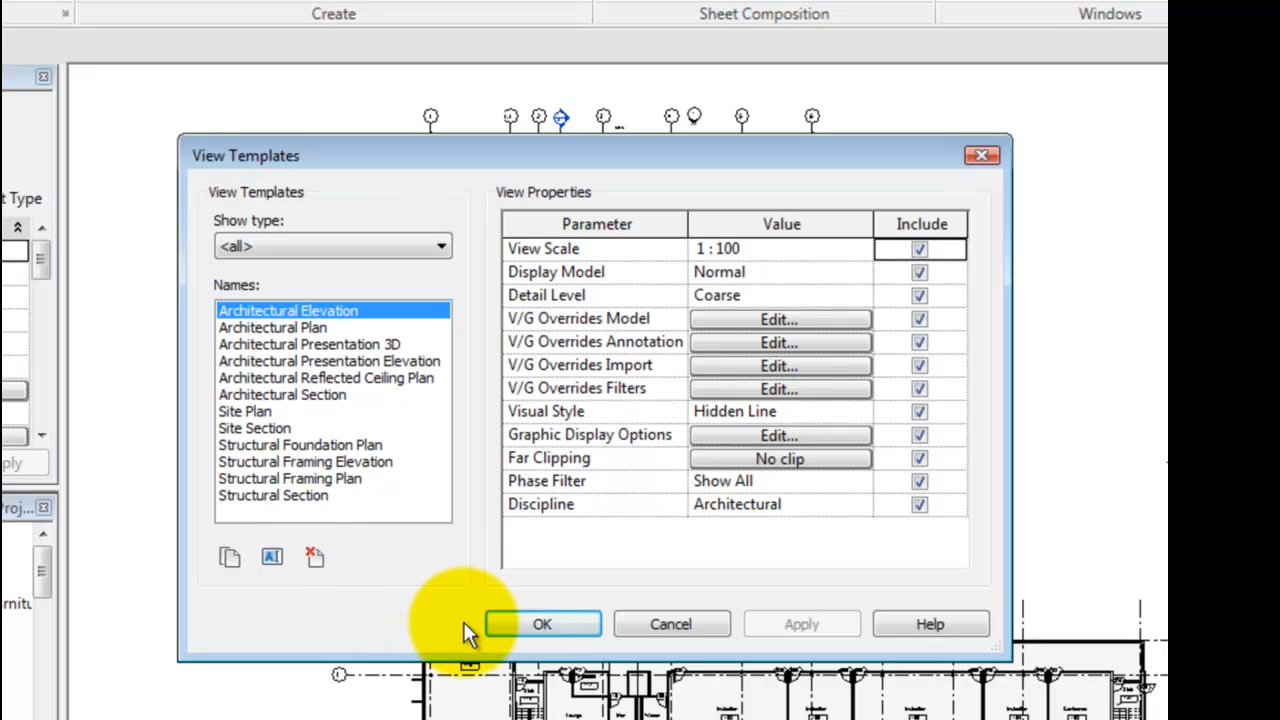 Create
Sheet Composition
Windows
t Type
View Templates
View Templates
Show type:
<all>
Names:
Architectural Elevation
Architectural Plan
Architectural Presentation 3D
Architectural Presentation Elevation
Architectural Reflected Ceiling Plan
Architectural Section
Site Plan
Site Section
Structural Foundation Plan
Structural Framing Elevation
Structural Framing Plan
Structural Section
View Properties
Parameter Value Include
View Scale 1 : 100
Display Model Normal
Detail Level Coarse
V/G Overrides Model Edit...
V/G Overrides Annotation Edit...
V/G Overrides Import Edit...
V/G Overrides Filters Edit...
Visual Style Hidden Line
Graphic Display Options Edit...
Far Clipping No clip
Phase Filter Show All
Discipline Architectural
OK Cancel Apply Help
ply
roj...
rnitu